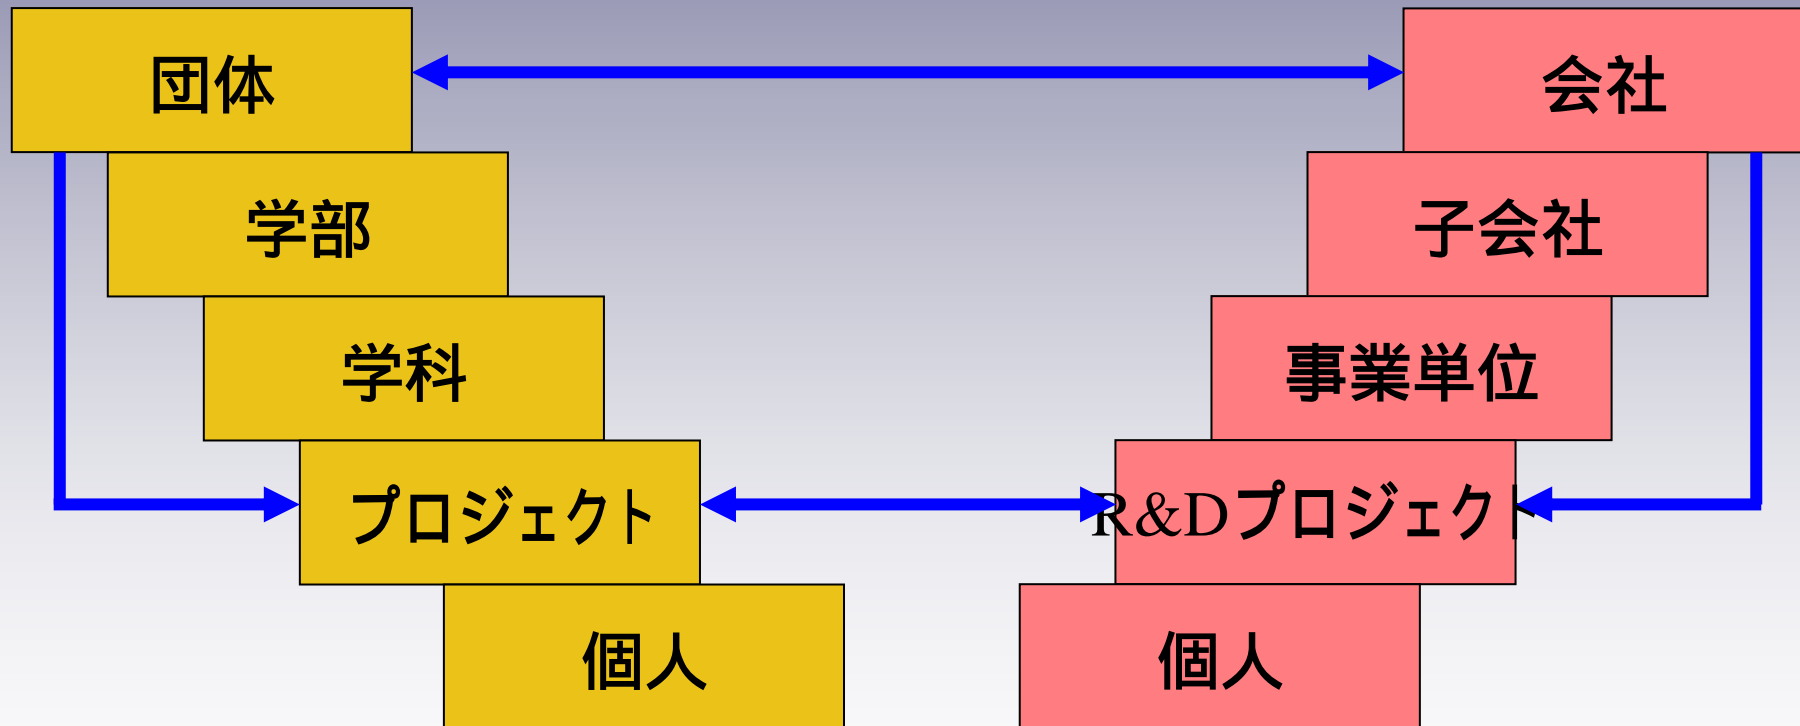 団体
会社
学部
子会社
学科
事業単位
プロジェクト
R&Dプロジェクト
個人
個人